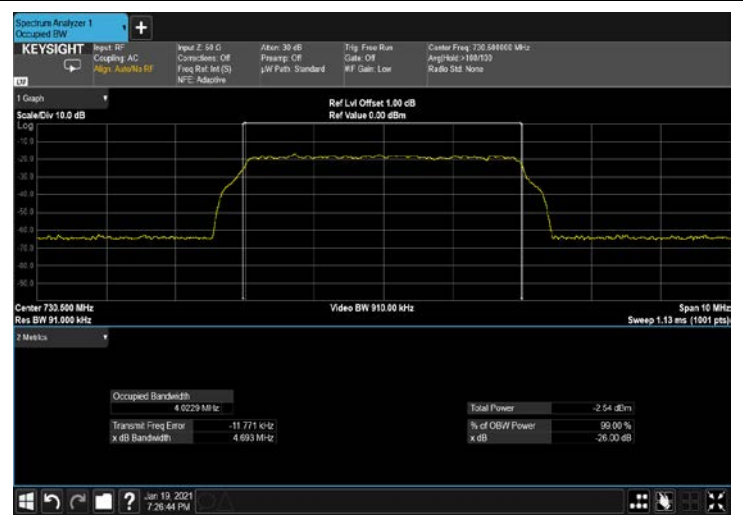 Spectrum Analyzer 1
Occupied BW
+
KEYSIGHT
Input: RF
Coupling: AC
Align: Auto/No RF
Input Z: 50 Ω
Corrections: Off
Freq Ref: Int (S)
NFE: Adaptive
Atten: 30 dB
Preamp: Off
µW Path: Standard
Trig: Free Run
Gate: Off
#IF Gain: Low
Center Freq: 730.500000 MHz
Avg|Hold:>100/100
Radio Std: None
LXI
1 Graph
Scale/Div 10.0 dB
Ref Lvl Offset 1.00 dB
Ref Value 0.00 dBm
Log
-10.0
-20.0
-30.0
-40.0
-50.0
-60.0
-70.0
-80.0
-90.0
Center 730.500 MHz
Video BW 910.00 kHz
Span 10 MHz
Res BW 91.000 kHz
Sweep 1.13 ms (1001 pts)
2 Metrics
Occupied Bandwidth
4.0229 MHz
Total Power -2.54 dBm
Transmit Freq Error -11.771 kHz
% of OBW Power 99.00 %
x dB Bandwidth 4.693 MHz
x dB -26.00 dB
?
Jan 19, 2021
7:26:44 PM